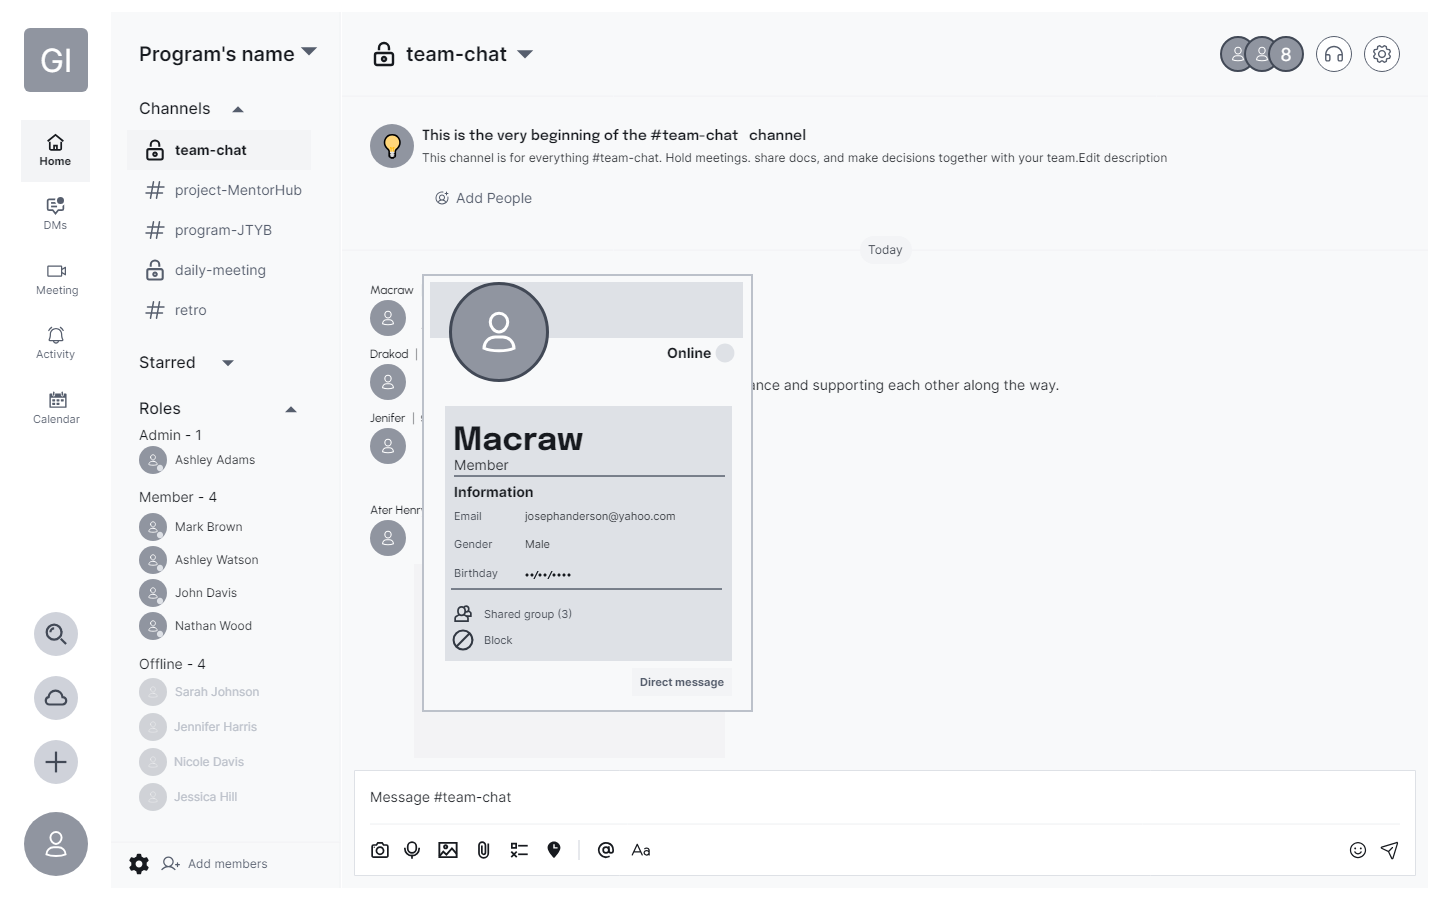 GI
Home
DMs
Meeting
Activity
Calendar
Program's name
Channels
team-chat
project-MentorHub
program-JTYB
daily-meeting
retro
Starred
Roles
Admin - 1
Ashley Adams
Member - 4
Mark Brown
Ashley Watson
John Davis
Nathan Wood
Offline - 4
Sarah Johnson
Jennifer Harris
Nicole Davis
Jessica Hill
Add members
team-chat
8
This is the very beginning of the #team-chat channel
This channel is for everything #team-chat. Hold meetings. share docs, and make decisions together with your team.Edit description
Add People
Today
Macraw
Drakod |
and supporting each other along the way.
Jenifer |
Ater
Online
Macraw
Member
Information
Email josephanderson@yahoo.com
Gender Male
Birthday ••/••/••••
Shared group (3)
Block
Direct message
Message #team-chat
@ Aa